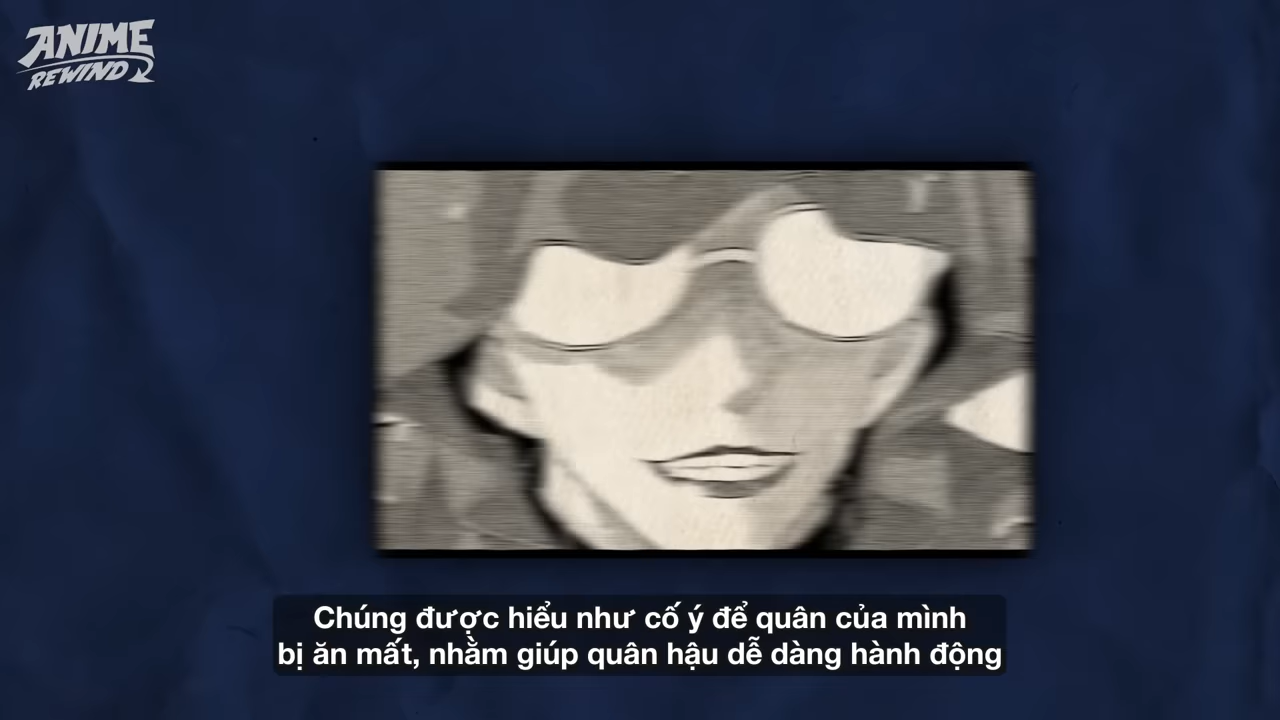 ANIME
REWIND
Chúng được hiểu như cố ý để quân của mình
bị ăn mất, nhằm giúp quân hậu dễ dàng hành động